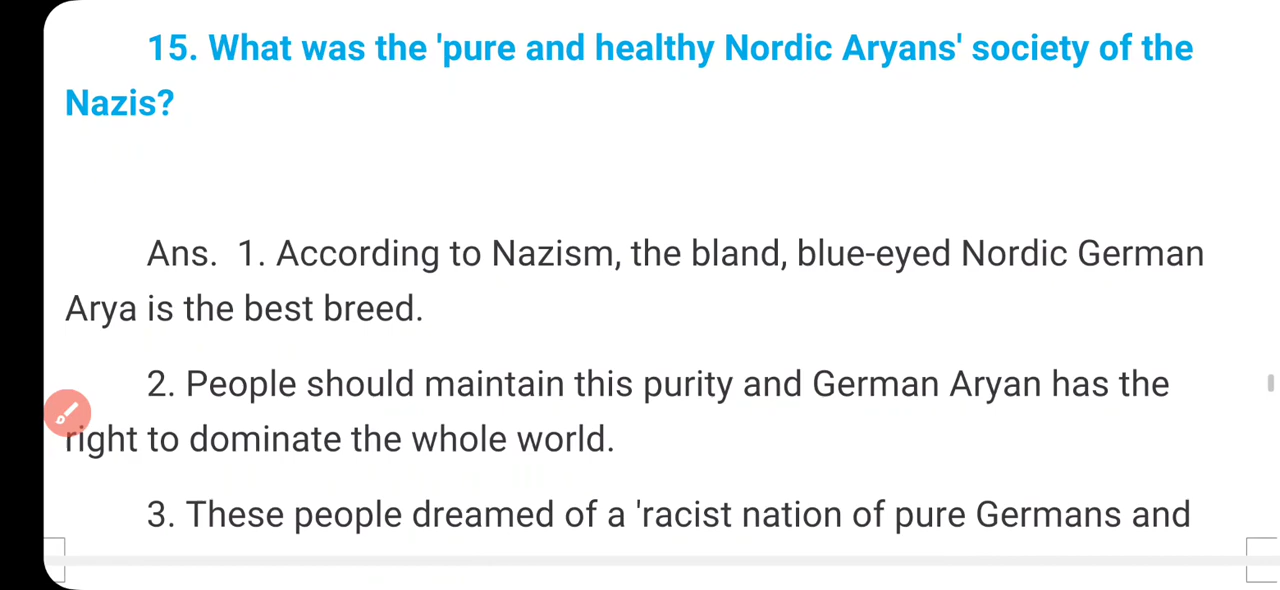 15. What was the 'pure and healthy Nordic Aryans' society of the
Nazis?
Ans. 1. According to Nazism, the bland, blue-eyed Nordic German
Arya is the best breed.
2. People should maintain this purity and German Aryan has the
right to dominate the whole world.
3. These people dreamed of a 'racist nation of pure Germans and